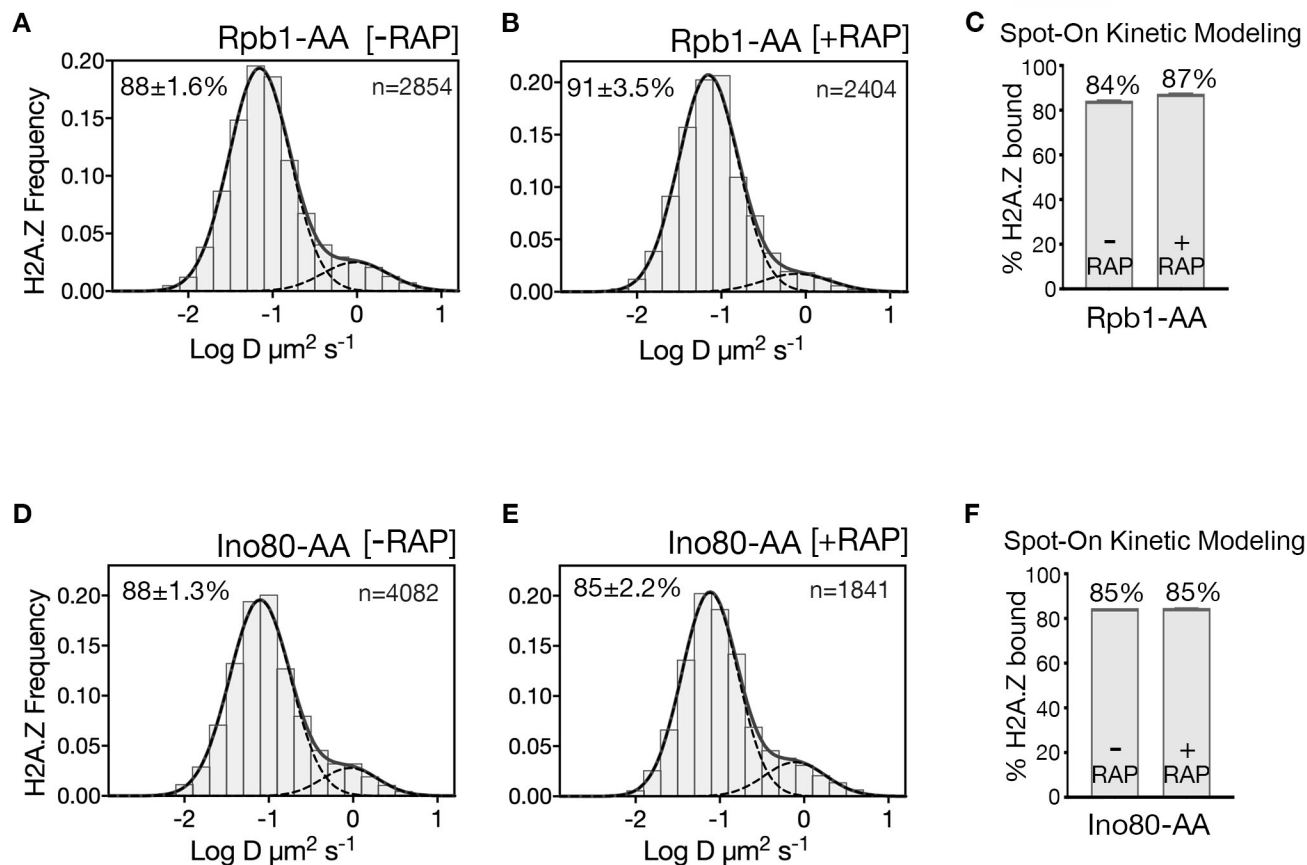 A
Rpb1-AA [-RAP]
88±1.6%
n=2854
H2A.Z Frequency
0.20
0.15
0.10
0.05
0.00
-2 -1 0 1
Log D µm² s⁻¹
B
Rpb1-AA [+RAP]
91±3.5%
n=2404
0.20
0.15
0.10
0.05
0.00
-2 -1 0 1
Log D µm² s⁻¹
C
Spot-On Kinetic Modeling
% H2A.Z bound
100
80
60
40
20
0
84% 87%
- +
RAP RAP
Rpb1-AA
D
Ino80-AA [-RAP]
88±1.3%
n=4082
H2A.Z Frequency
0.20
0.15
0.10
0.05
0.00
-2 -1 0 1
Log D µm² s⁻¹
E
Ino80-AA [+RAP]
85±2.2%
n=1841
0.20
0.15
0.10
0.05
0.00
-2 -1 0 1
Log D µm² s⁻¹
F
Spot-On Kinetic Modeling
% H2A.Z bound
100
80
60
40
20
0
85% 85%
- +
RAP RAP
Ino80-AA